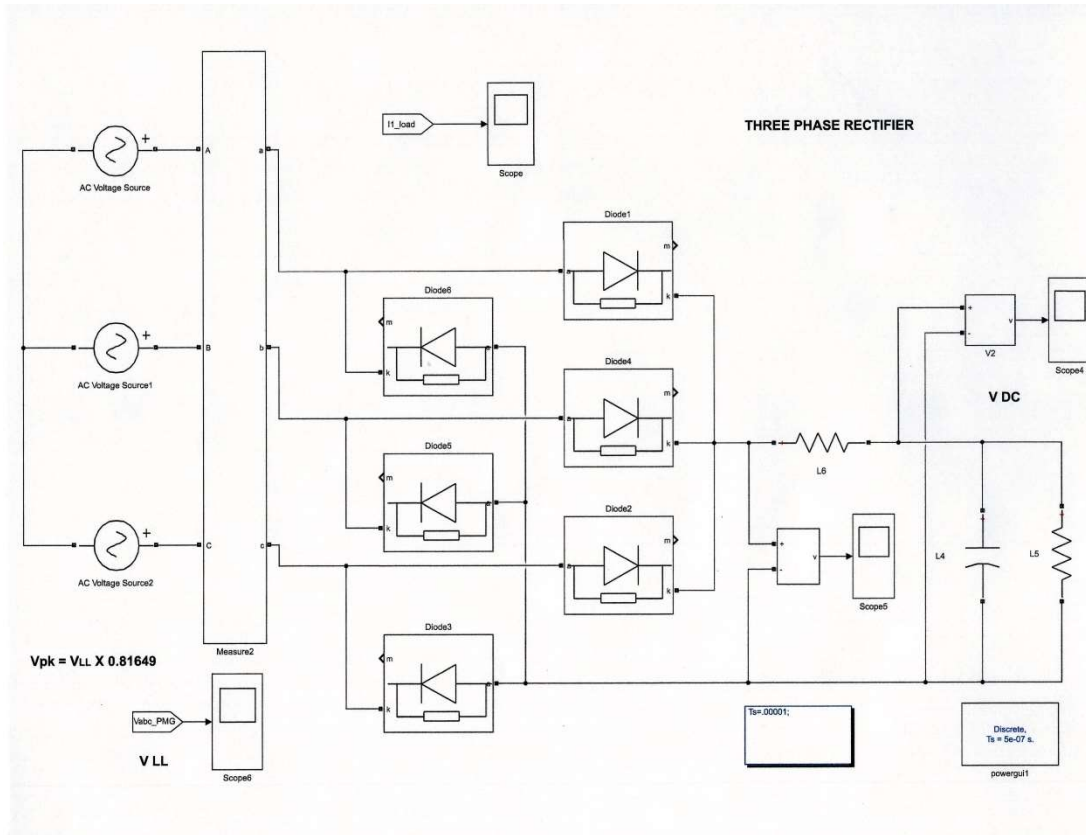 I1_load
Scope
THREE PHASE RECTIFIER
+
AC Voltage Source
A
a
Diode1
m
a
k
Diode6
m
a
k
+
-
v
V2
Scope4
V DC
+
AC Voltage Source1
B
b
Diode4
m
a
k
+
L6
Diode5
m
a
k
+
AC Voltage Source2
C
c
Diode2
m
a
k
+
-
v
Scope5
+
L4
+
L5
Diode3
m
a
k
Measure2
Vpk = VLL X 0.81649
Vabc_PMG
V LL
Scope6
Ts=.00001;
Discrete,
Ts = 5e-07 s.
powergui1